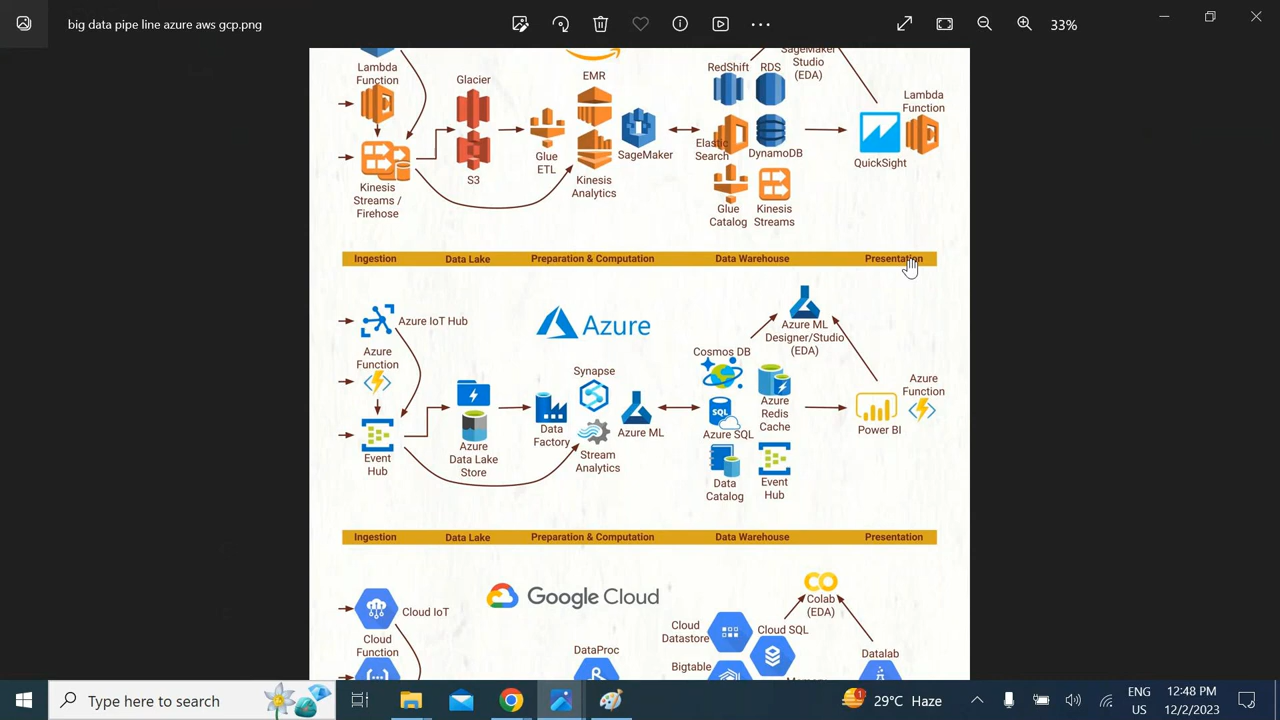 big data pipe line azure aws gcp.png
33%
SageMaker
Studio
(EDA)
Lambda
Function
Glacier
EMR
RedShift
RDS
Lambda
Function
Glue
ETL
SageMaker
Elastic
Search
DynamoDB
QuickSight
S3
Kinesis
Analytics
Kinesis
Streams /
Firehose
Glue
Catalog
Kinesis
Streams
Ingestion
Data Lake
Preparation & Computation
Data Warehouse
Presentation
Azure IoT Hub
Azure
Azure ML
Designer/Studio
(EDA)
Azure
Function
Cosmos DB
Synapse
Azure
Function
Azure
Redis
Cache
SQL
Data
Factory
Azure ML
Azure SQL
Power BI
Azure
Data Lake
Store
Event
Hub
Stream
Analytics
Data
Catalog
Event
Hub
Ingestion
Data Lake
Preparation & Computation
Data Warehouse
Presentation
Google Cloud
Colab
(EDA)
Cloud IoT
Cloud
Datastore
Cloud SQL
Cloud
Function
DataProc
Bigtable
Datalab
Type here to search
1
29°C Haze
ENG
US
12:48 PM
12/2/2023